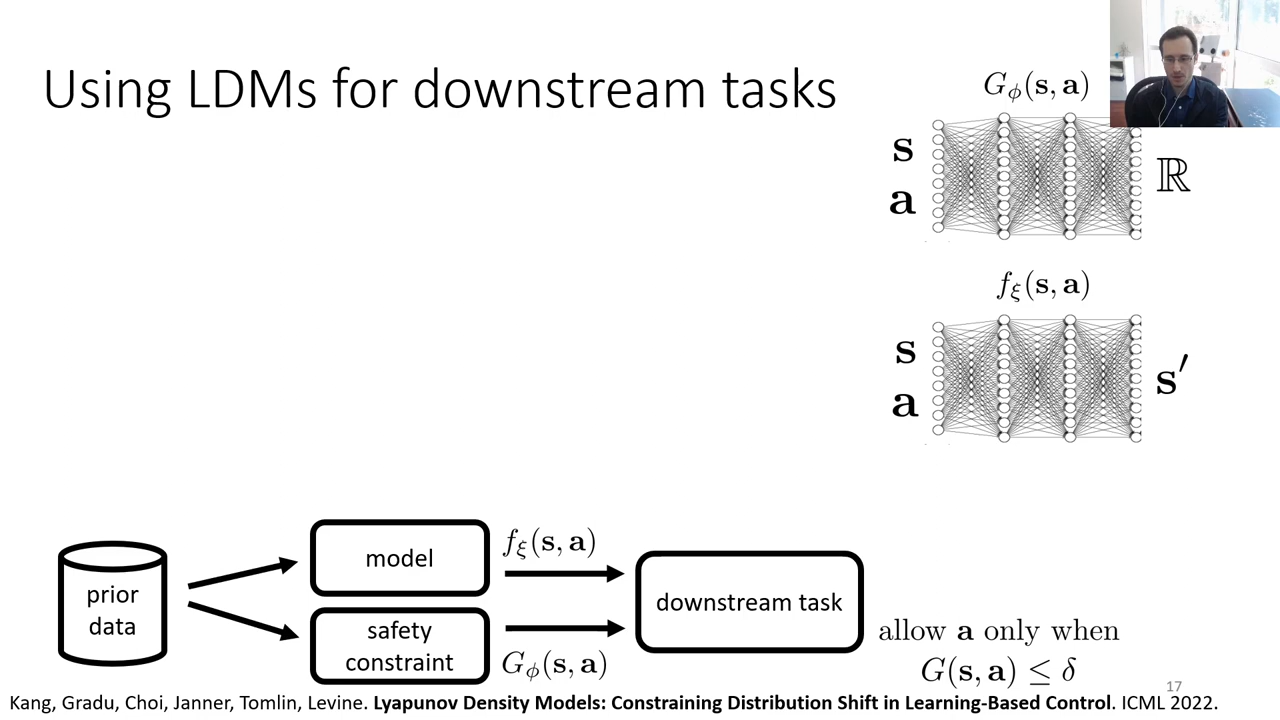 Using LDMs for downstream tasks
G_ϕ(s, a)
s
a
ℝ
f_ξ(s, a)
s
a
s′
prior
data
model
safety
constraint
f_ξ(s, a)
G_ϕ(s, a)
downstream task
allow a only when
G(s, a) ≤ δ
17
Kang, Gradu, Choi, Janner, Tomlin, Levine. Lyapunov Density Models: Constraining Distribution Shift in Learning-Based Control. ICML 2022.